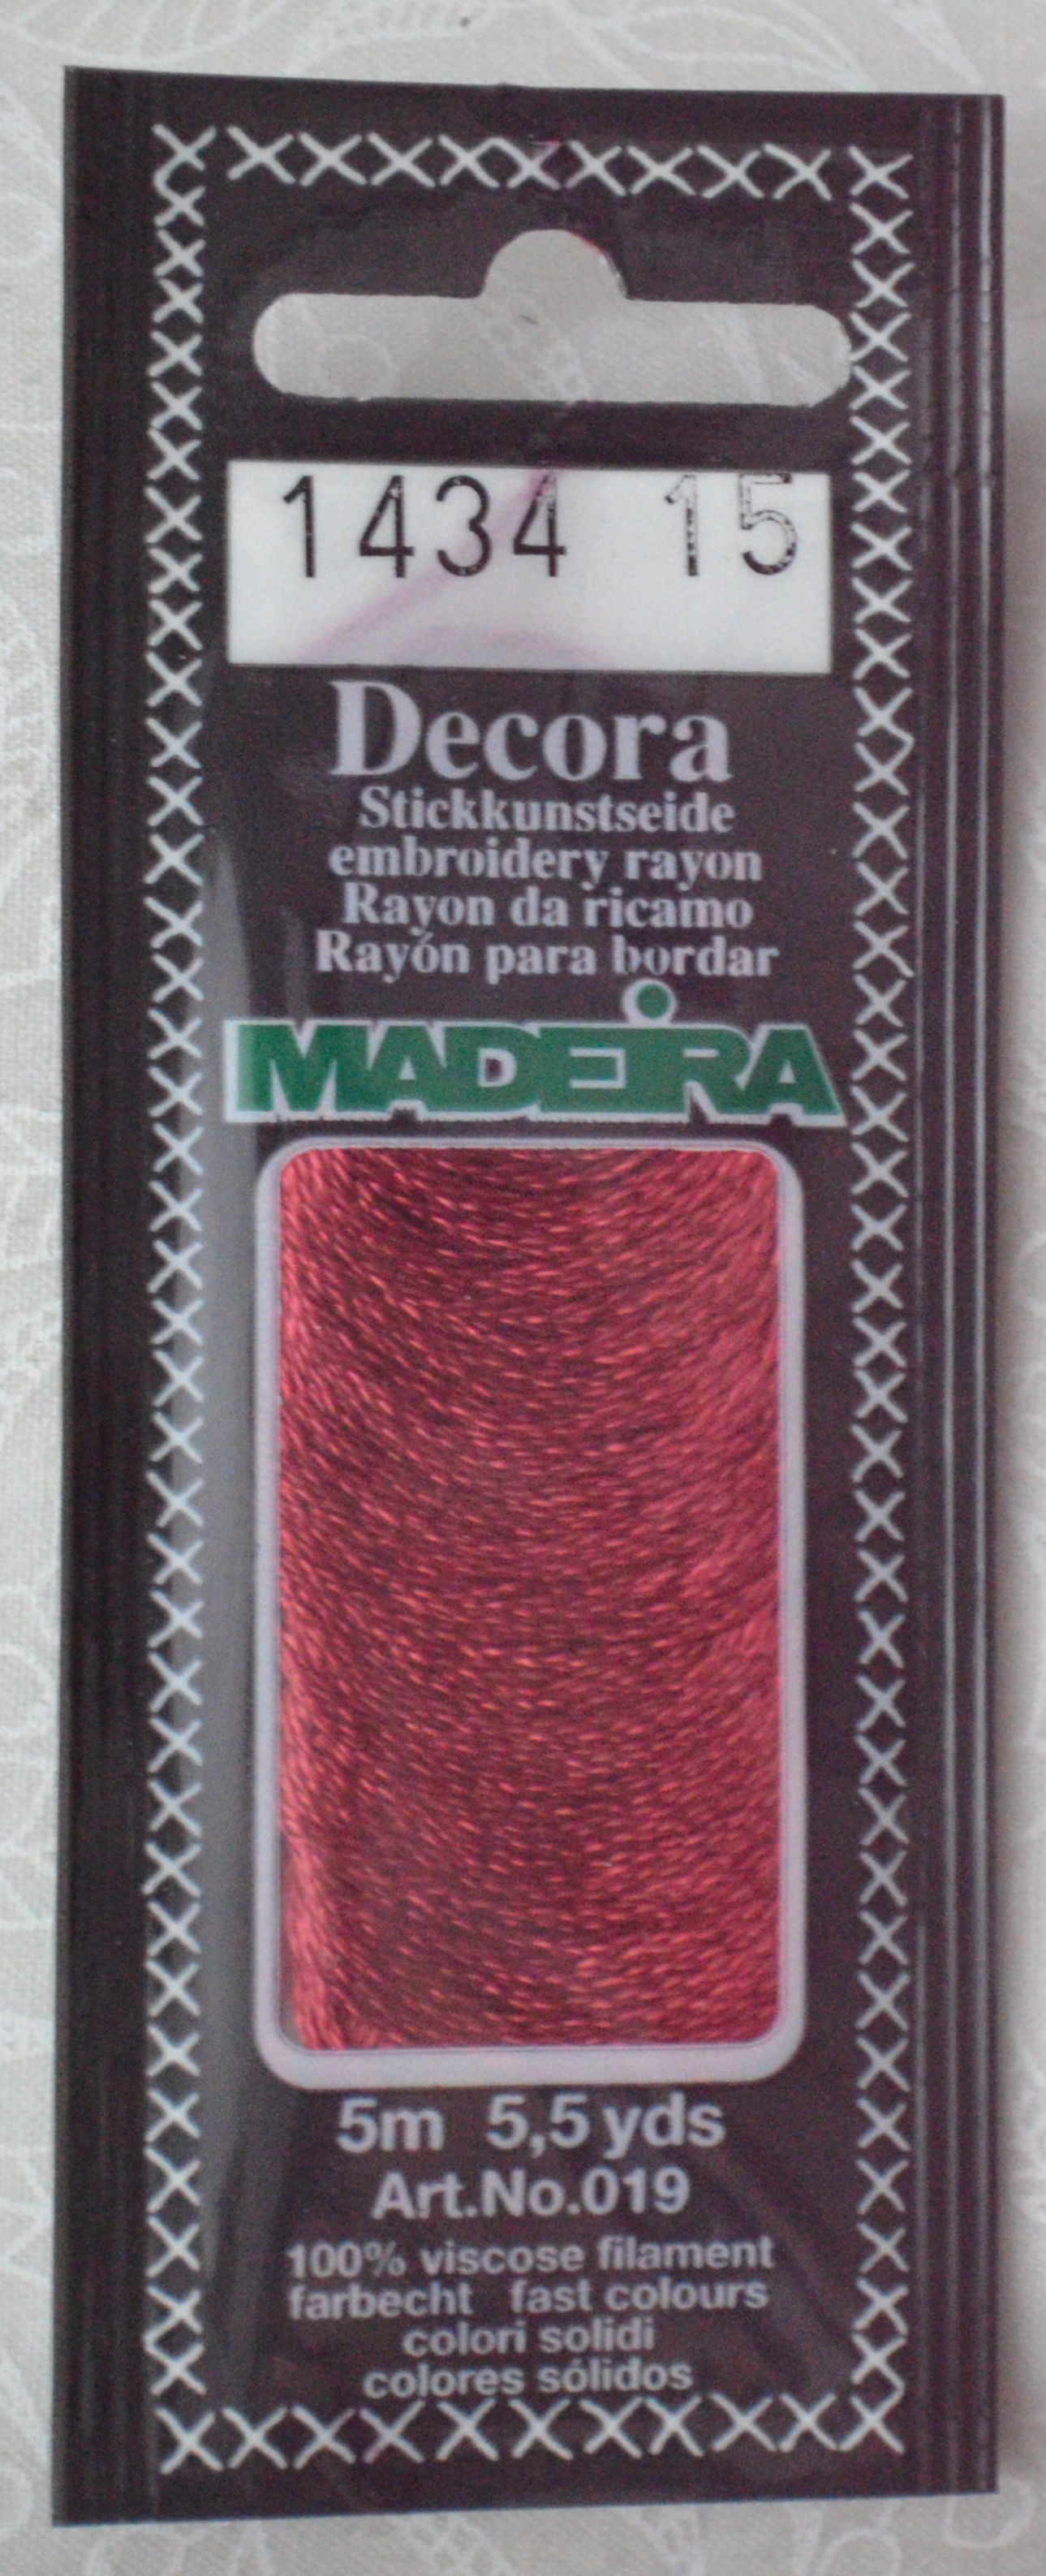 1434 15
Decora
Stickkunstseide
embroidery rayon
Rayon da ricamo
Rayón para bordar
MADEIRA
5m 5,5 yds
Art.No.019
100% viscose filament
farbecht fast colours
colori solidi
colores sólidos